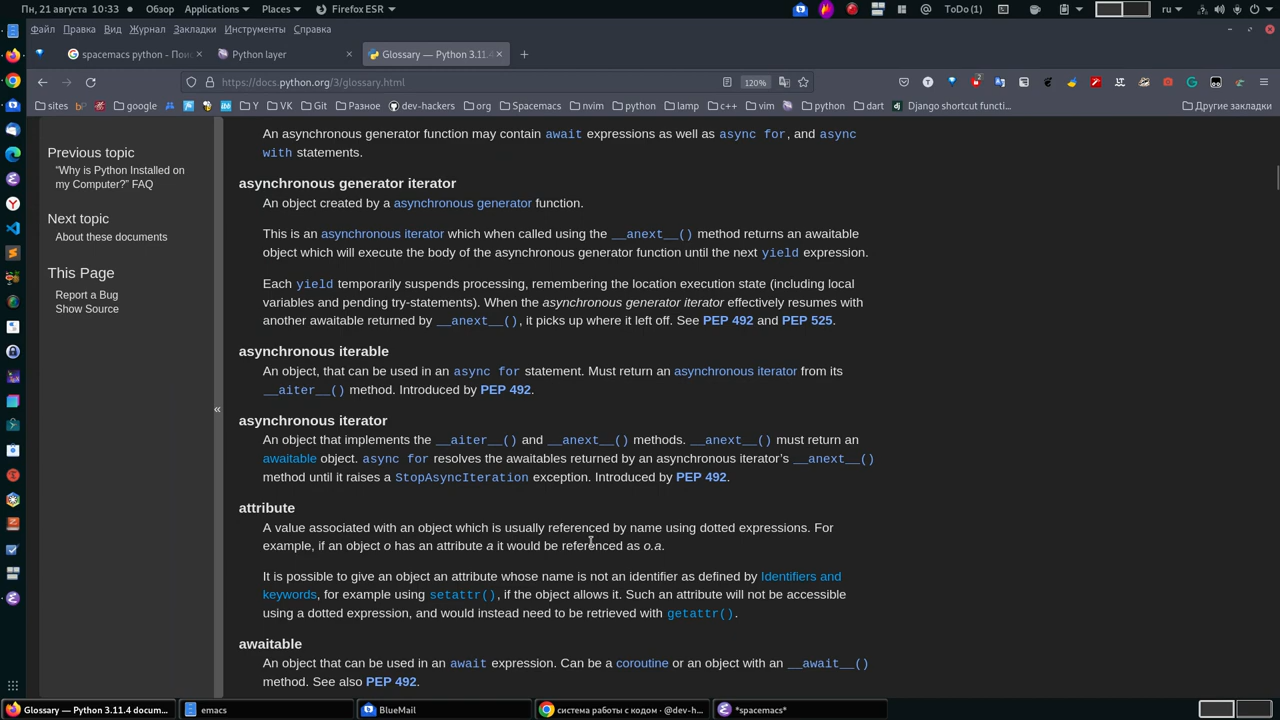 Пн, 21 августа 10:33 Обзор Applications Places Firefox ESR ToDo (1) ru
Файл Правка Вид Журнал Закладки Инструменты Справка
spacemacs python - Пои Python layer Glossary — Python 3.11.4
https://docs.python.org/3/glossary.html 120%
sites google Y VK Git Разное dev-hackers org Spacemacs nvim python lamp c++ vim python dart Django shortcut functi... Другие закладки
Previous topic
“Why is Python Installed on
my Computer?” FAQ
Next topic
About these documents
This Page
Report a Bug
Show Source
«
An asynchronous generator function may contain await expressions as well as async for, and async
with statements.
asynchronous generator iterator
An object created by a asynchronous generator function.
This is an asynchronous iterator which when called using the __anext__() method returns an awaitable
object which will execute the body of the asynchronous generator function until the next yield expression.
Each yield temporarily suspends processing, remembering the location execution state (including local
variables and pending try-statements). When the asynchronous generator iterator effectively resumes with
another awaitable returned by __anext__(), it picks up where it left off. See PEP 492 and PEP 525.
asynchronous iterable
An object, that can be used in an async for statement. Must return an asynchronous iterator from its
__aiter__() method. Introduced by PEP 492.
asynchronous iterator
An object that implements the __aiter__() and __anext__() methods. __anext__() must return an
awaitable object. async for resolves the awaitables returned by an asynchronous iterator’s __anext__()
method until it raises a StopAsyncIteration exception. Introduced by PEP 492.
attribute
A value associated with an object which is usually referenced by name using dotted expressions. For
example, if an object o has an attribute a it would be referenced as o.a.
It is possible to give an object an attribute whose name is not an identifier as defined by Identifiers and
keywords, for example using setattr(), if the object allows it. Such an attribute will not be accessible
using a dotted expression, and would instead need to be retrieved with getattr().
awaitable
An object that can be used in an await expression. Can be a coroutine or an object with an __await__()
method. See also PEP 492.
Glossary — Python 3.11.4 docum... emacs BlueMail система работы с кодом · @dev-h... *spacemacs*